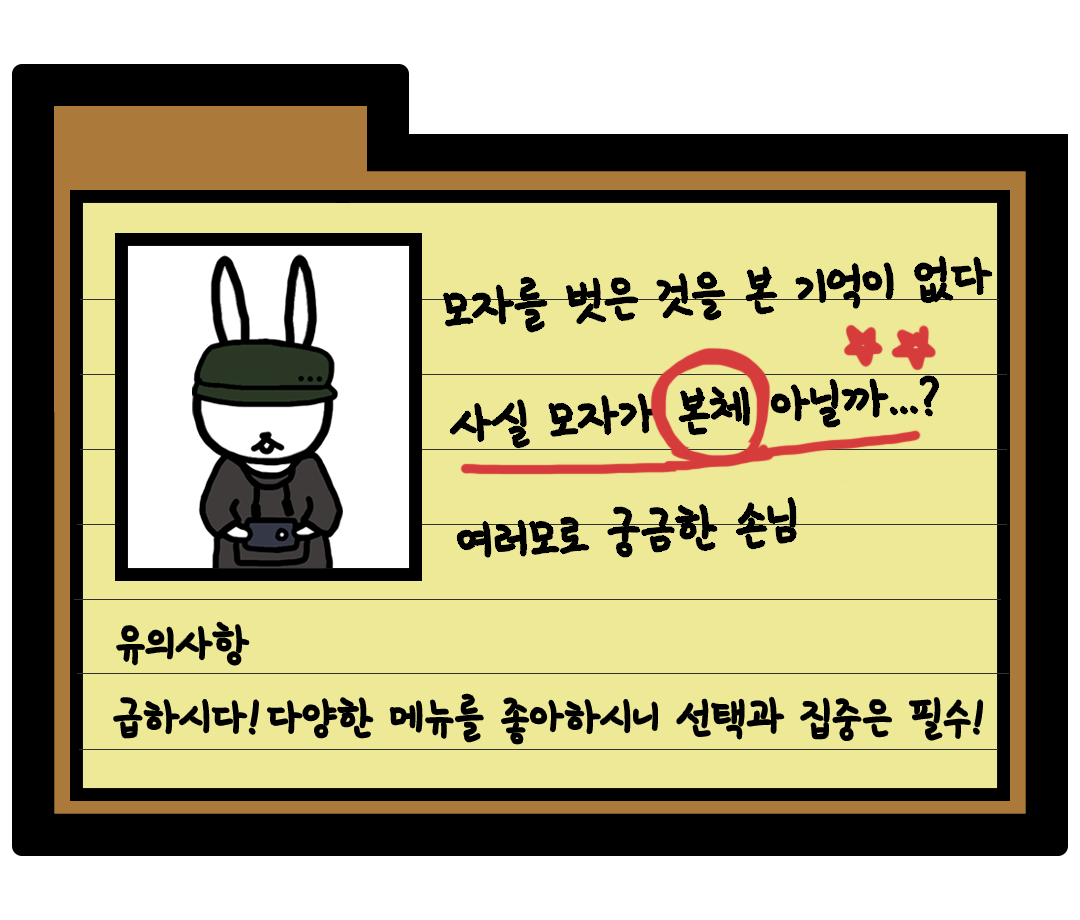 모자를 벗은 것을 본 기억이 없다
사실 모자가 본체 아닐까...?
여러모로 궁금한 손님
유의사항
급하시다! 다양한 메뉴를 좋아하시니 선택과 집중은 필수!